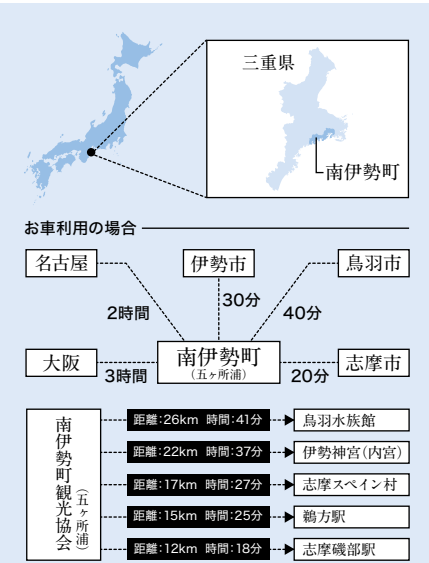 三重県
南伊勢町
お車利用の場合
名古屋
伊勢市
鳥羽市
2時間
30分
40分
大阪
3時間
南伊勢町
(五ヶ所浦)
20分
志摩市
南伊勢町観光協会
(五ヶ所浦)
距離:26km 時間:41分
鳥羽水族館
距離:22km 時間:37分
伊勢神宮(内宮)
距離:17km 時間:27分
志摩スペイン村
距離:15km 時間:25分
鵜方駅
距離:12km 時間:18分
志摩磯部駅